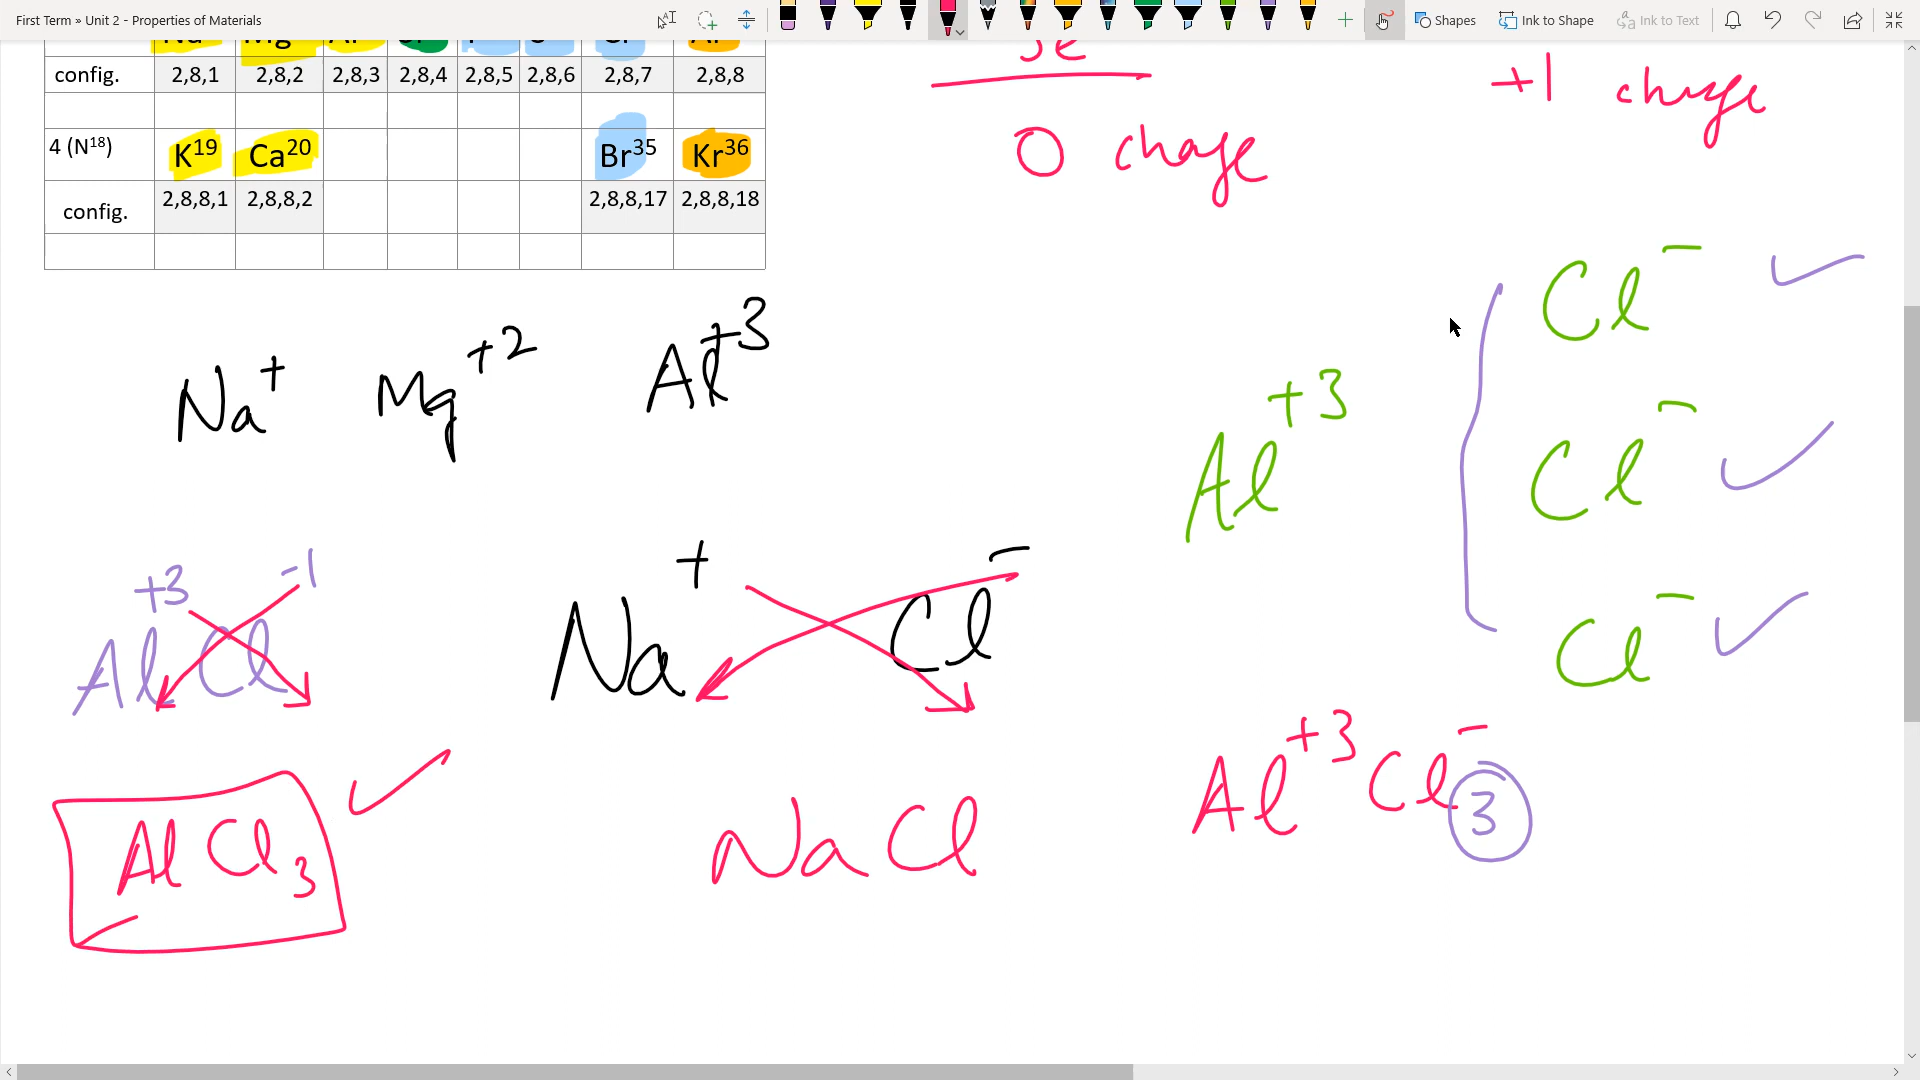 First Term » Unit 2 - Properties of Materials
Shapes
Ink to Shape
Ink to Text
config. 2,8,1 2,8,2 2,8,3 2,8,4 2,8,5 2,8,6 2,8,7 2,8,8
4 (N¹⁸) K¹⁹ Ca²⁰ Br³⁵ Kr³⁶
config. 2,8,8,1 2,8,8,2 2,8,8,17 2,8,8,18
0 charge
+1 charge
Na⁺ Mg⁺² Al⁺³
Al⁺³
Cl⁻
Cl⁻
Cl⁻
+3 -1
Al Cl
Na⁺ Cl⁻
Al Cl₃
NaCl
Al⁺³Cl⁻₃